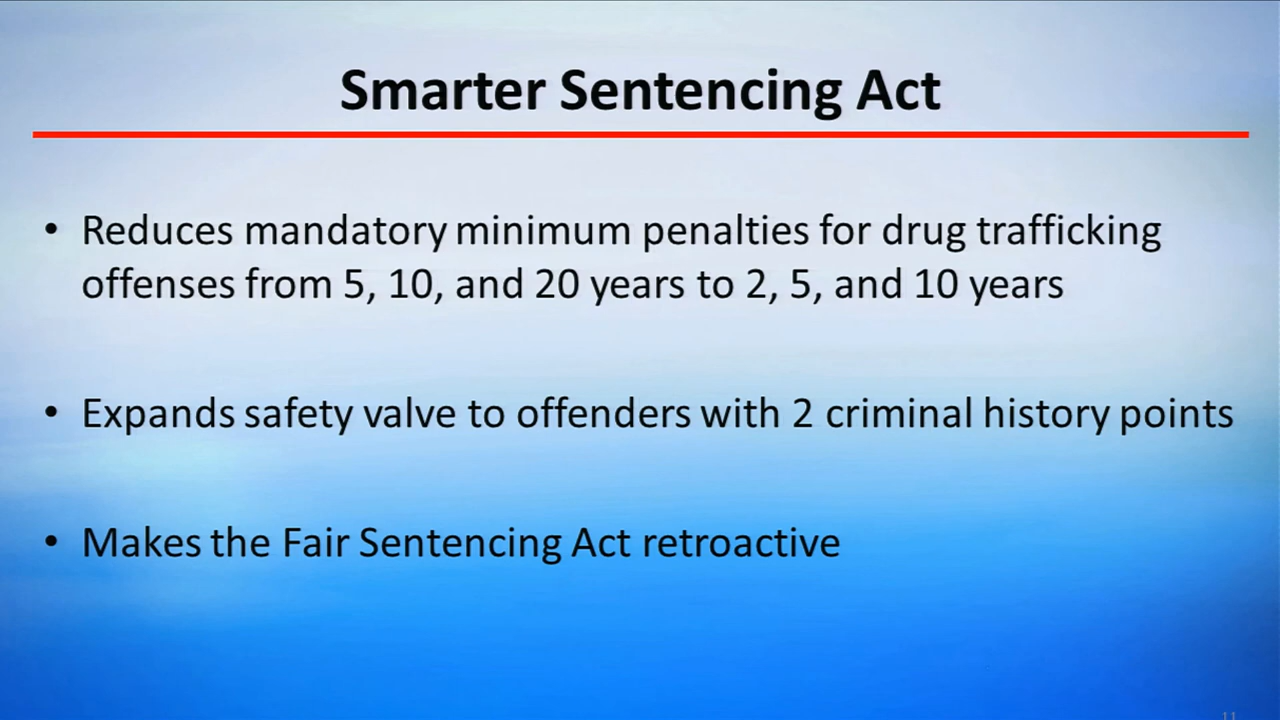 Smarter Sentencing Act
• Reduces mandatory minimum penalties for drug trafficking
offenses from 5, 10, and 20 years to 2, 5, and 10 years
• Expands safety valve to offenders with 2 criminal history points
• Makes the Fair Sentencing Act retroactive
11